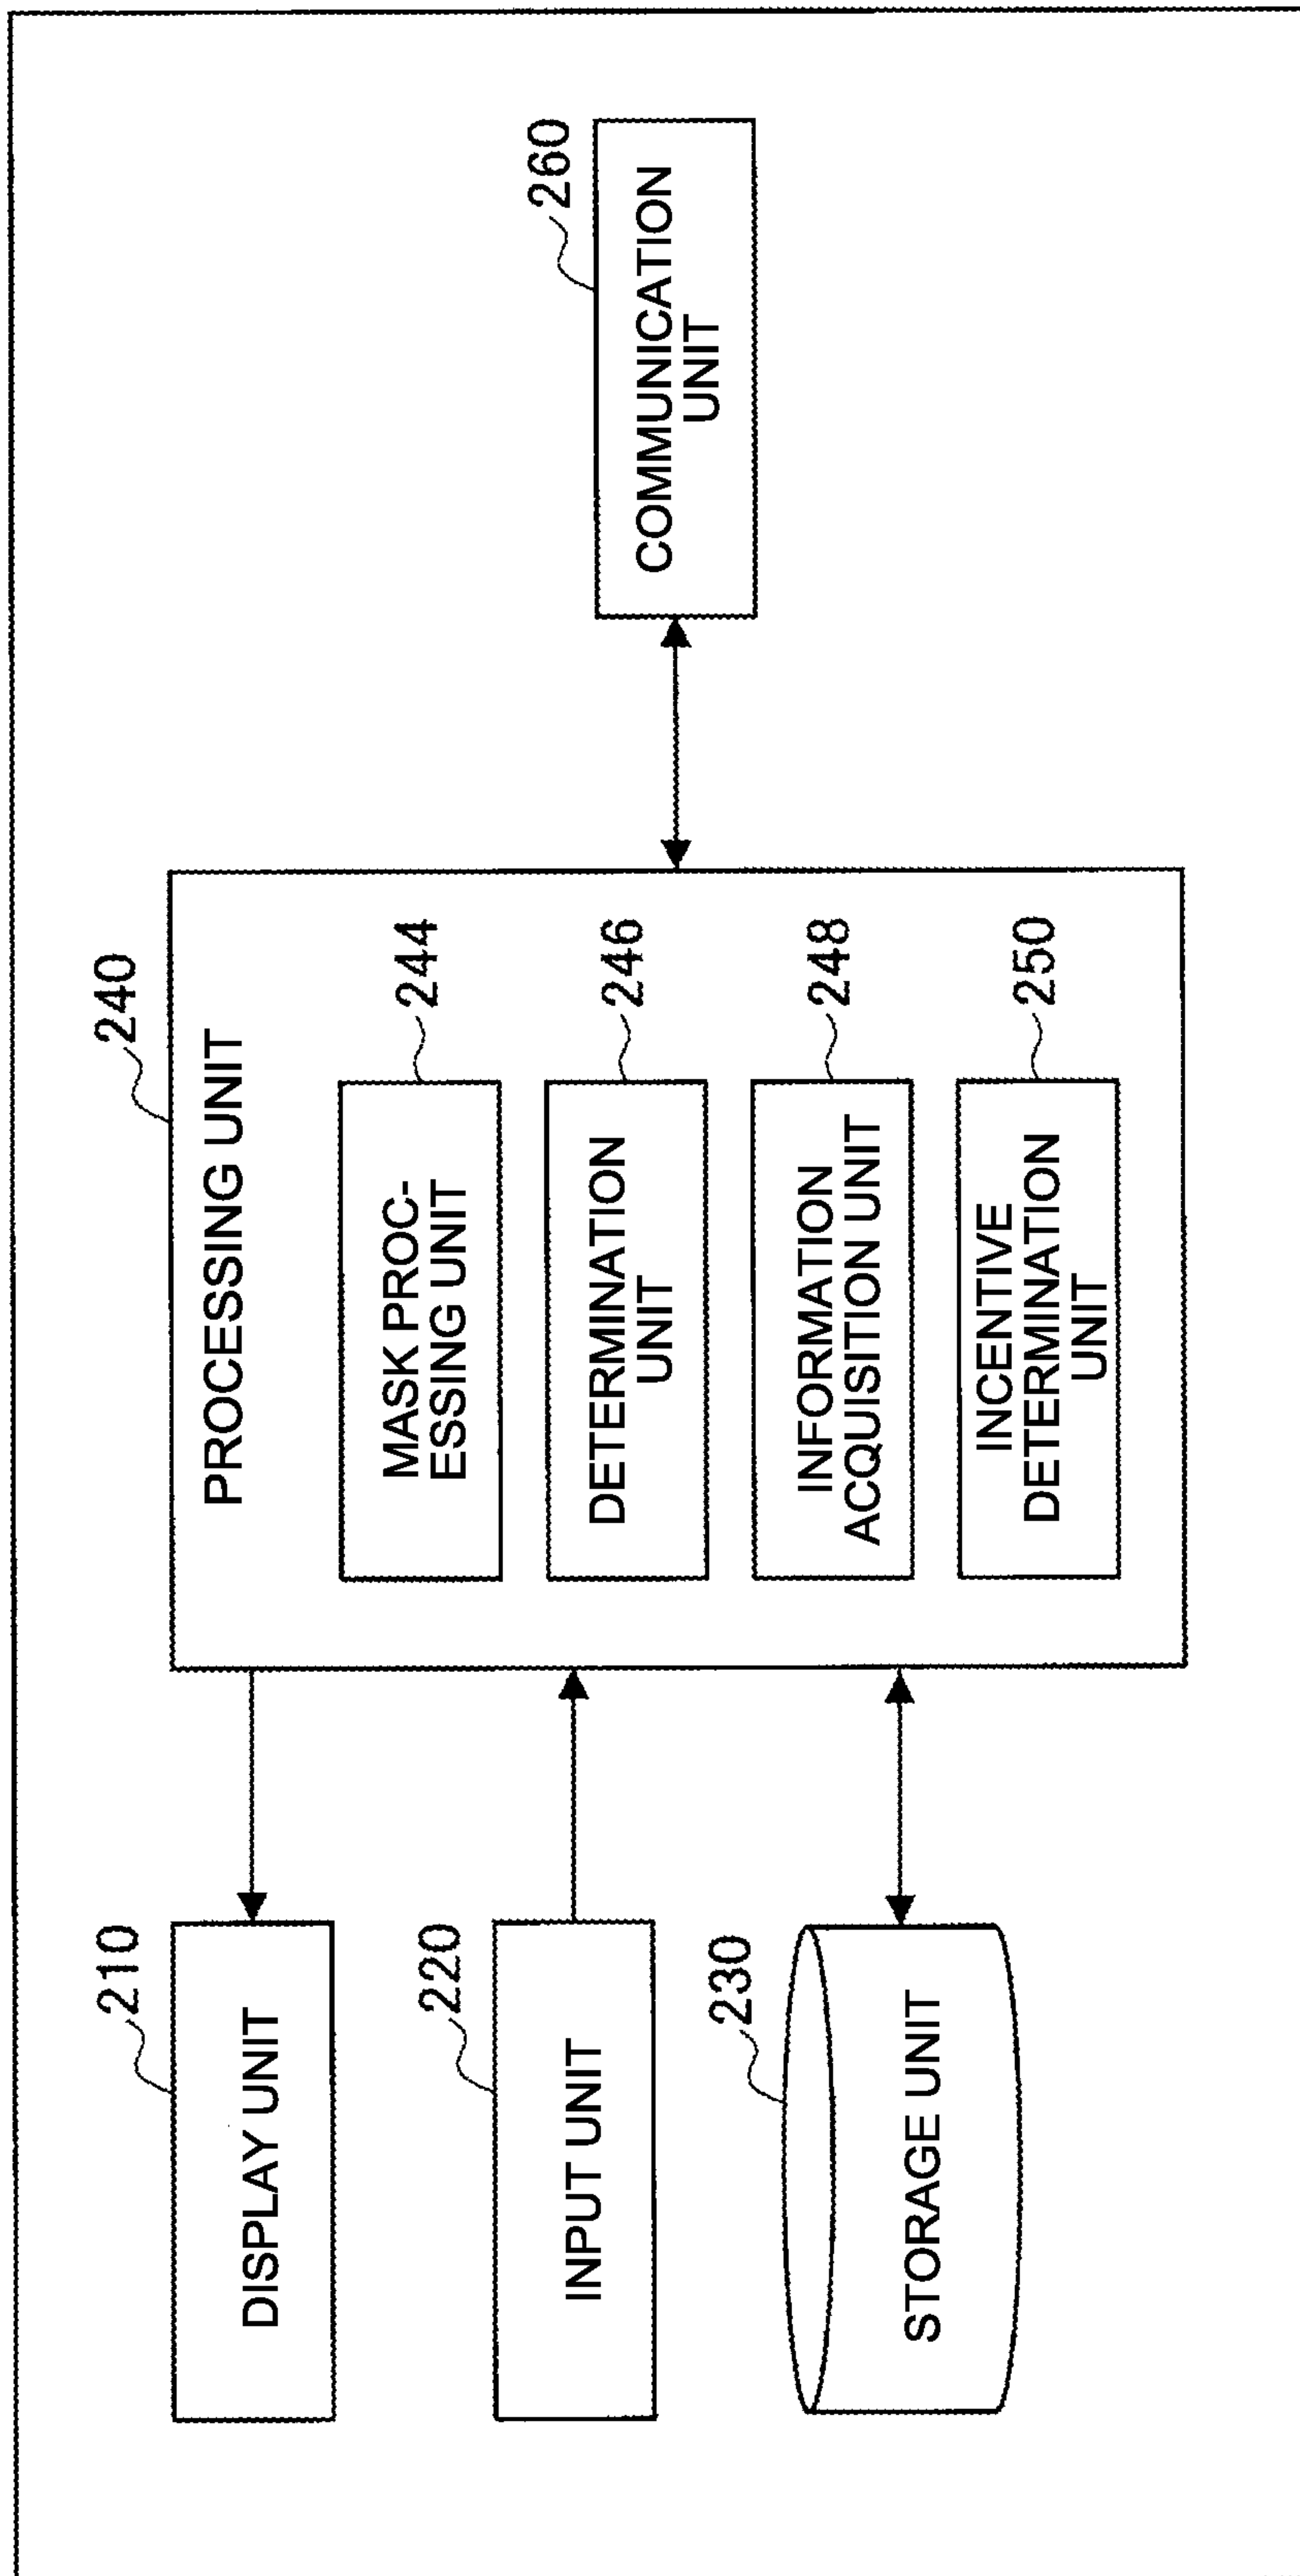 210
DISPLAY UNIT
220
INPUT UNIT
230
STORAGE UNIT
240
PROCESSING UNIT
244
MASK PROC-
ESSING UNIT
246
DETERMINATION
UNIT
248
INFORMATION
ACQUISITION UNIT
250
INCENTIVE
DETERMINATION
UNIT
260
COMMUNICATION
UNIT